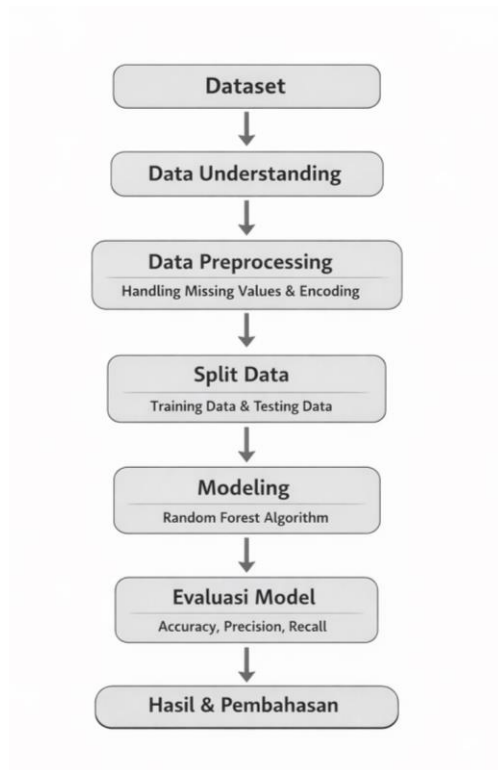 Dataset
Data Understanding
Data Preprocessing
Handling Missing Values & Encoding
Split Data
Training Data & Testing Data
Modeling
Random Forest Algorithm
Evaluasi Model
Accuracy, Precision, Recall
Hasil & Pembahasan